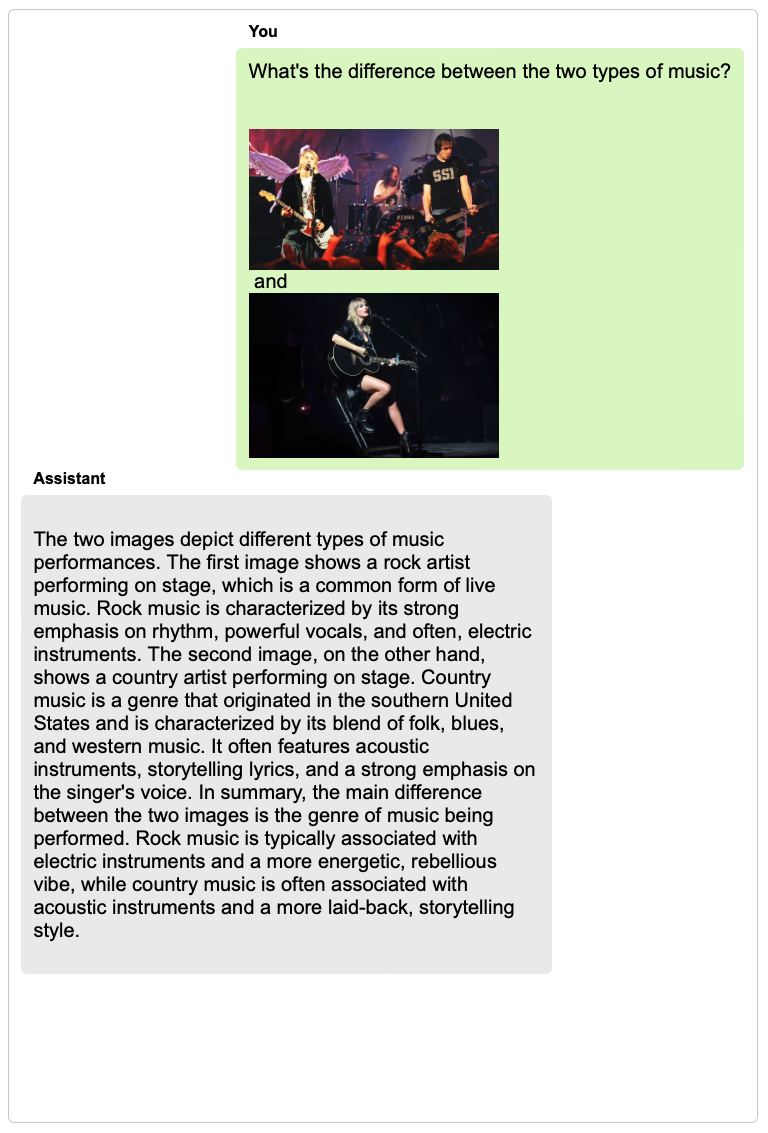 You
What's the difference between the two types of music?
SS1
TAMA
and
Assistant
The two images depict different types of music
performances. The first image shows a rock artist
performing on stage, which is a common form of live
music. Rock music is characterized by its strong
emphasis on rhythm, powerful vocals, and often, electric
instruments. The second image, on the other hand,
shows a country artist performing on stage. Country
music is a genre that originated in the southern United
States and is characterized by its blend of folk, blues,
and western music. It often features acoustic
instruments, storytelling lyrics, and a strong emphasis on
the singer's voice. In summary, the main difference
between the two images is the genre of music being
performed. Rock music is typically associated with
electric instruments and a more energetic, rebellious
vibe, while country music is often associated with
acoustic instruments and a more laid-back, storytelling
style.